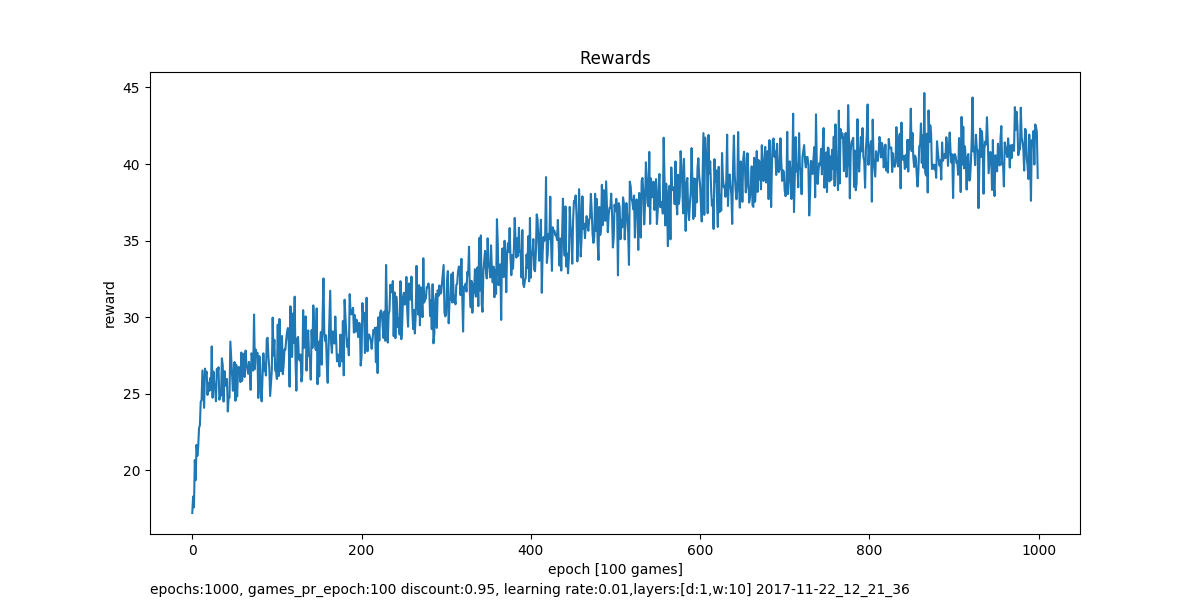 Rewards
45
40
35
30
25
20
reward
0 200 400 600 800 1000
epoch [100 games]
epochs:1000, games_pr_epoch:100 discount:0.95, learning rate:0.01,layers:[d:1,w:10] 2017-11-22_12_21_36